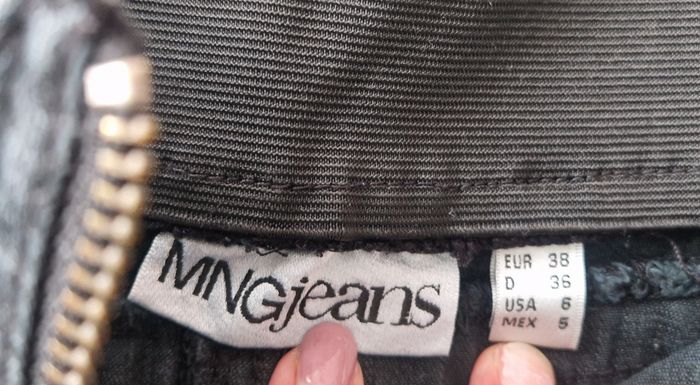 MNGjeans
EUR 38
D 36
USA 6
MEX 5